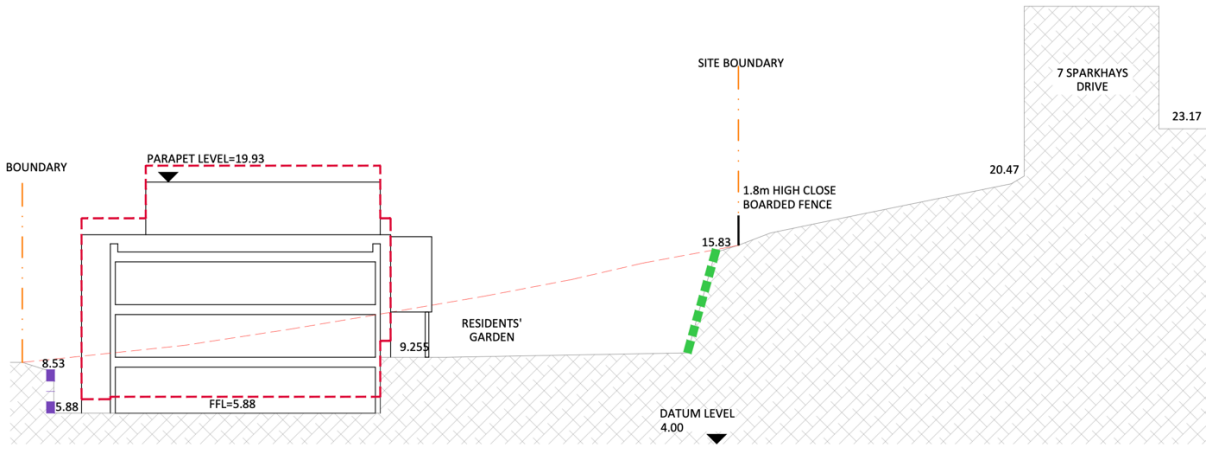 SITE BOUNDARY
7 SPARKHAYS
DRIVE
23.17
PARAPET LEVEL=19.93
BOUNDARY
20.47
1.8m HIGH CLOSE
BOARDED FENCE
15.83
RESIDENTS'
GARDEN
9.255
8.53
5.88
FFL=5.88
DATUM LEVEL
4.00